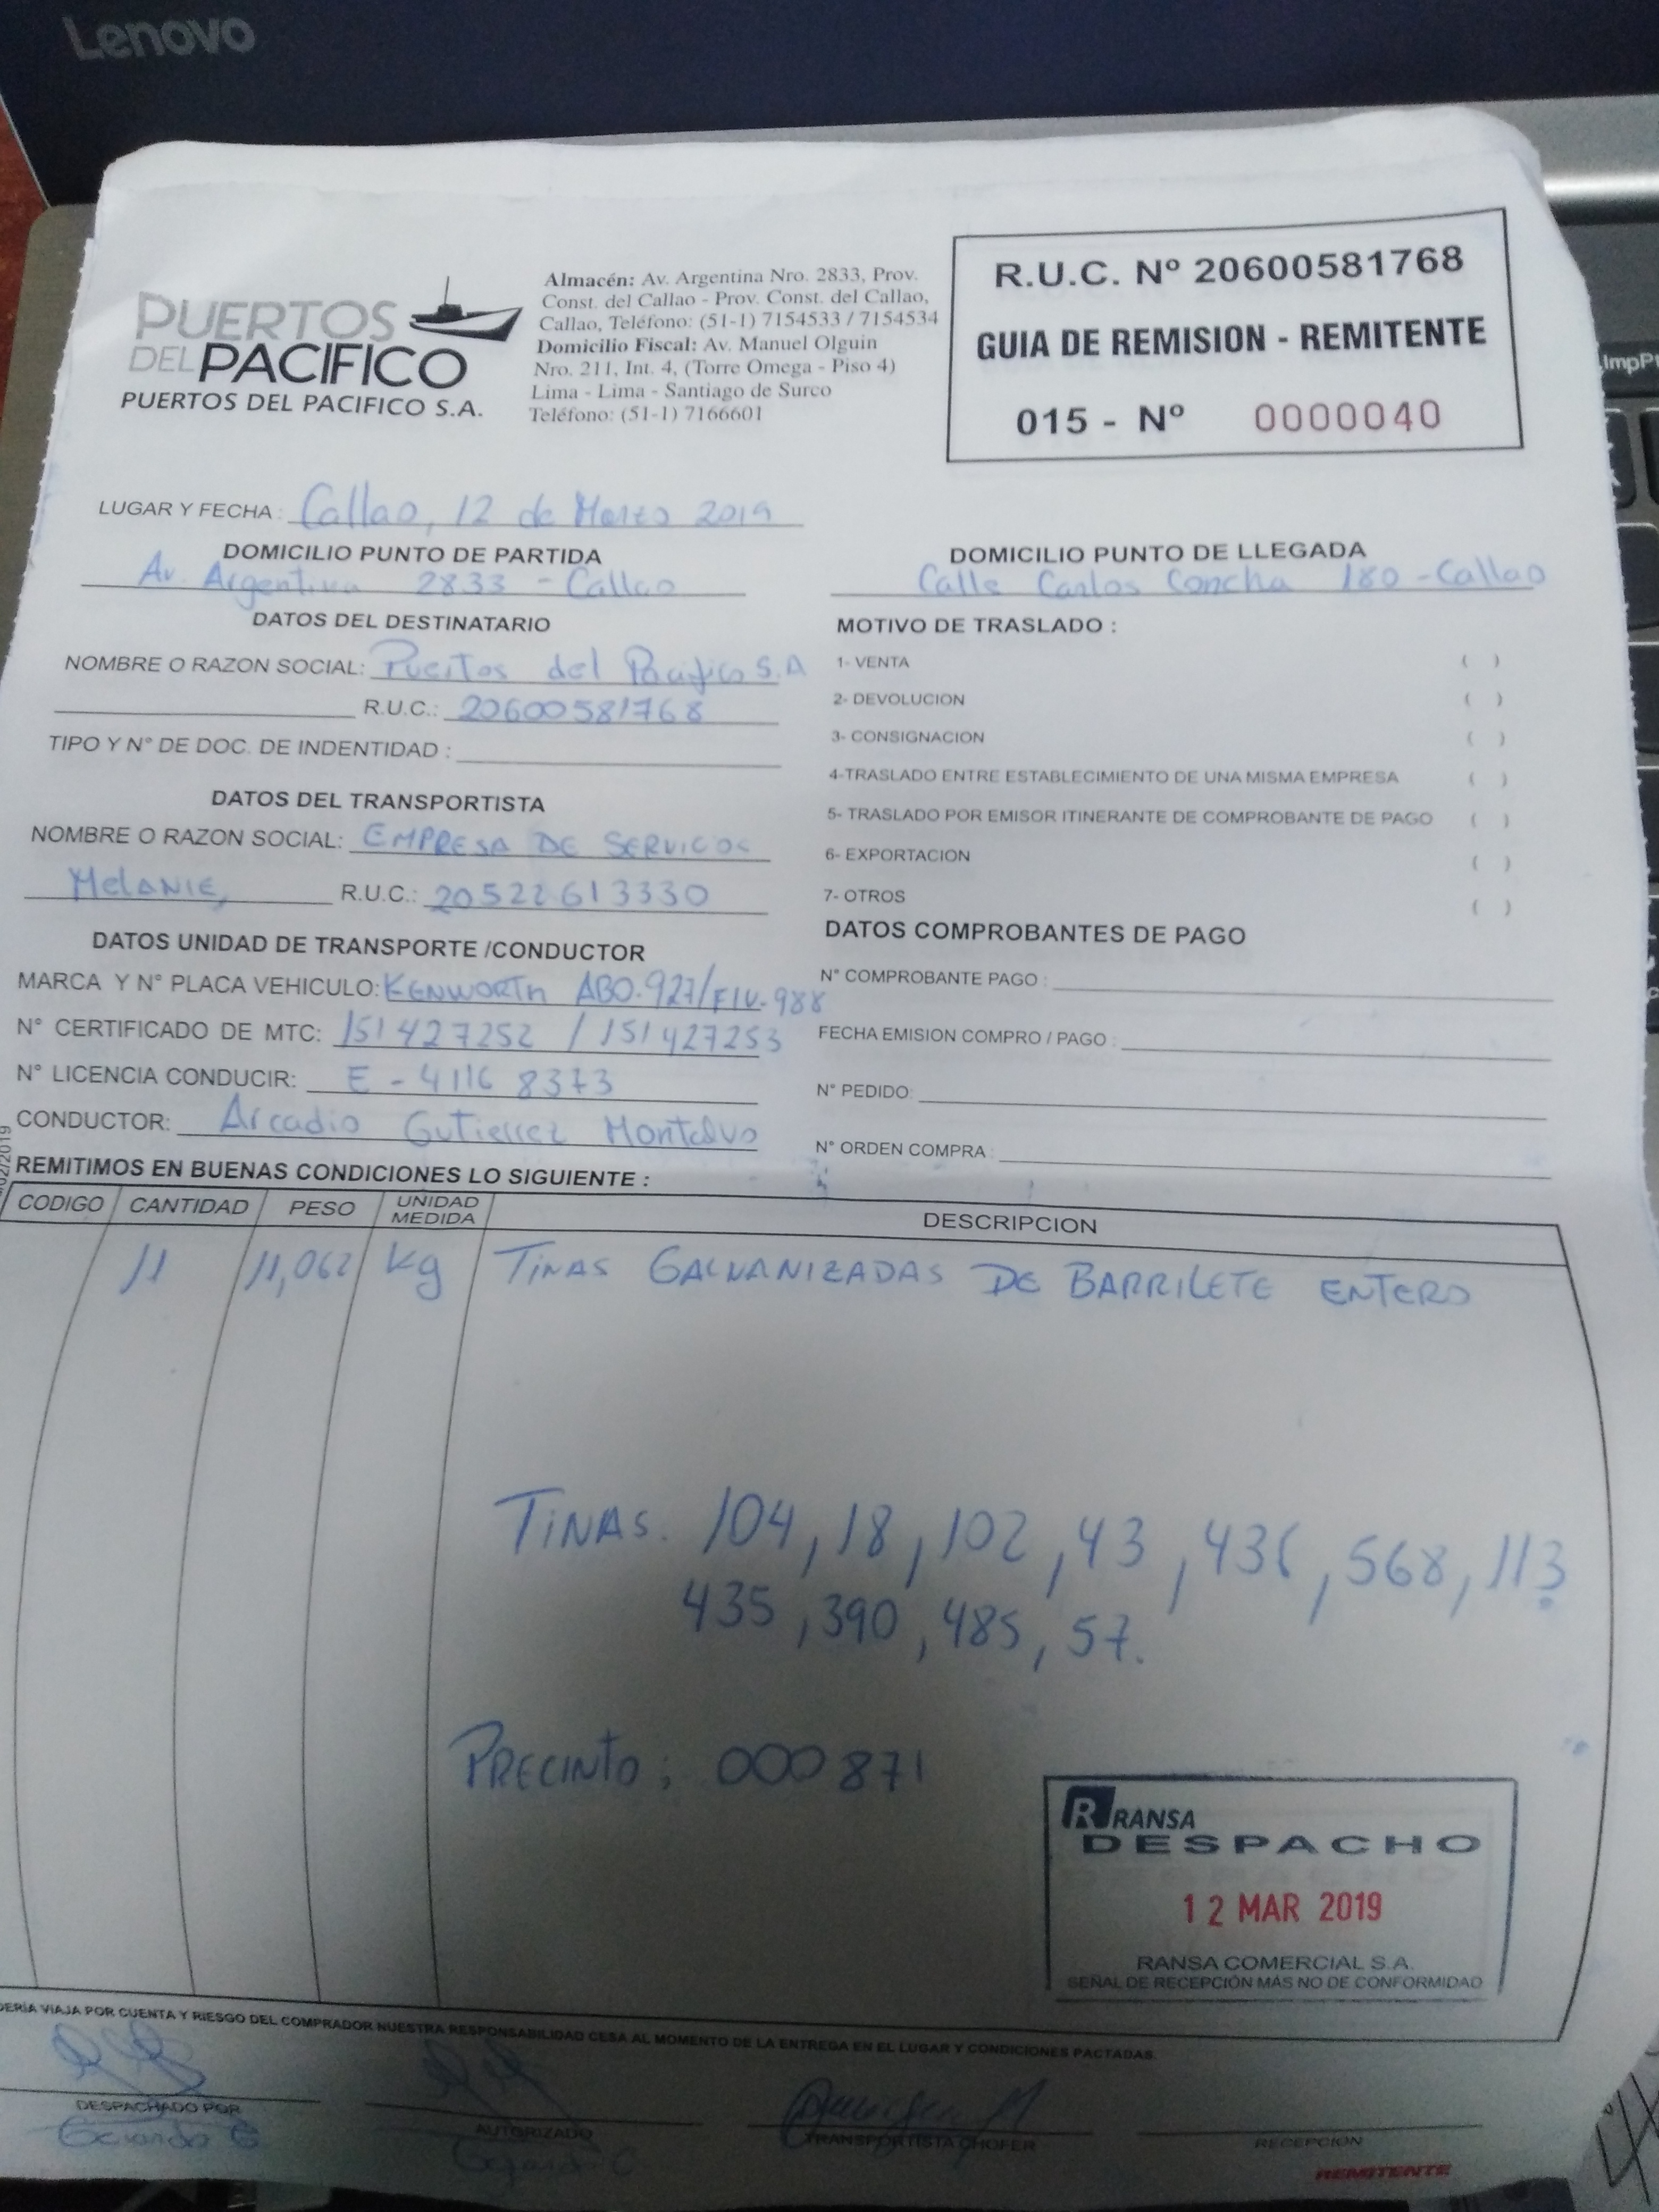 Lenovo
PUERTOS
DEL PACIFICO
PUERTOS DEL PACIFICO S.A.
Almacén: Av. Argentina Nro. 2833, Prov.
Const. del Callao - Prov. Const. del Callao,
Callao, Teléfono: (51-1) 7154533 / 7154534
Domicilio Fiscal: Av. Manuel Olguin
Nro. 211, Int. 4, (Torre Omega - Piso 4)
Lima - Lima - Santiago de Surco
Teléfono: (51-1) 7166601
R.U.C. Nº 20600581768
GUIA DE REMISION - REMITENTE
015 - Nº 0000040
LUGAR Y FECHA : Callao, 12 de Marzo 2019
DOMICILIO PUNTO DE PARTIDA
Av. Argentina 2833 - Callao
DOMICILIO PUNTO DE LLEGADA
Calle Carlos Concha 180 - Callao
DATOS DEL DESTINATARIO
NOMBRE O RAZON SOCIAL: Puertos del Pacifico S.A
R.U.C.: 20600581768
TIPO Y N° DE DOC. DE INDENTIDAD :
MOTIVO DE TRASLADO :
1- VENTA ( )
2- DEVOLUCION ( )
3- CONSIGNACION ( )
4-TRASLADO ENTRE ESTABLECIMIENTO DE UNA MISMA EMPRESA ( )
5- TRASLADO POR EMISOR ITINERANTE DE COMPROBANTE DE PAGO ( )
6- EXPORTACION ( )
7- OTROS ( )
DATOS DEL TRANSPORTISTA
NOMBRE O RAZON SOCIAL: EMPRESA DE SERVICOS
MELANIE, R.U.C.: 20522613330
DATOS UNIDAD DE TRANSPORTE /CONDUCTOR
MARCA Y N° PLACA VEHICULO: KENWORTH ABO.927/FIV-988
N° CERTIFICADO DE MTC: 151427252 / 151427253
N° LICENCIA CONDUCIR: E - 41168373
CONDUCTOR: Arcadio Gutierrez Montalvo
DATOS COMPROBANTES DE PAGO
N° COMPROBANTE PAGO :
FECHA EMISION COMPRO / PAGO :
N° PEDIDO:
N° ORDEN COMPRA :
02/2019
REMITIMOS EN BUENAS CONDICIONES LO SIGUIENTE :
CODIGO CANTIDAD PESO UNIDAD MEDIDA DESCRIPCION
11 11,062 kg TINAS GALVANIZADAS DE BARRILETE ENTERO
TINAS. 104, 18, 102, 43, 436, 568, 113
435, 390, 485, 57.
PRECINTO: 000871
RANSA
DESPACHO
12 MAR 2019
RANSA COMERCIAL S.A.
SEÑAL DE RECEPCIÓN MÁS NO DE CONFORMIDAD
DERÍA VIAJA POR CUENTA Y RIESGO DEL COMPRADOR NUESTRA RESPONSABILIDAD CESA AL MOMENTO DE LA ENTREGA EN EL LUGAR Y CONDICIONES PACTADAS.
DESPACHADO POR
AUTORIZADO
TRANSPORTISTA CHOFER
RECEPCION
REMITENTE